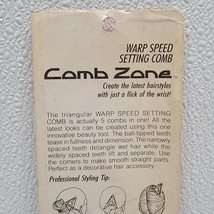 WARP SPEED
SETTING COMB
Comb Zone
Create the latest hairstyles
with just a flick of the wrist!
The triangular WARP SPEED SETTING
COMB is actually 5 combs in one! All the
latest looks can be created using this one
innovative beauty tool. The ball-tipped teeth
tease in fullness and dimension. The narrowly
spaced teeth detangle wet hair while the
widely spaced teeth lift and separate. Use
the corners to make smooth straight parts.
Perfect as a decorative hair accessory.
Professional Styling Tip: